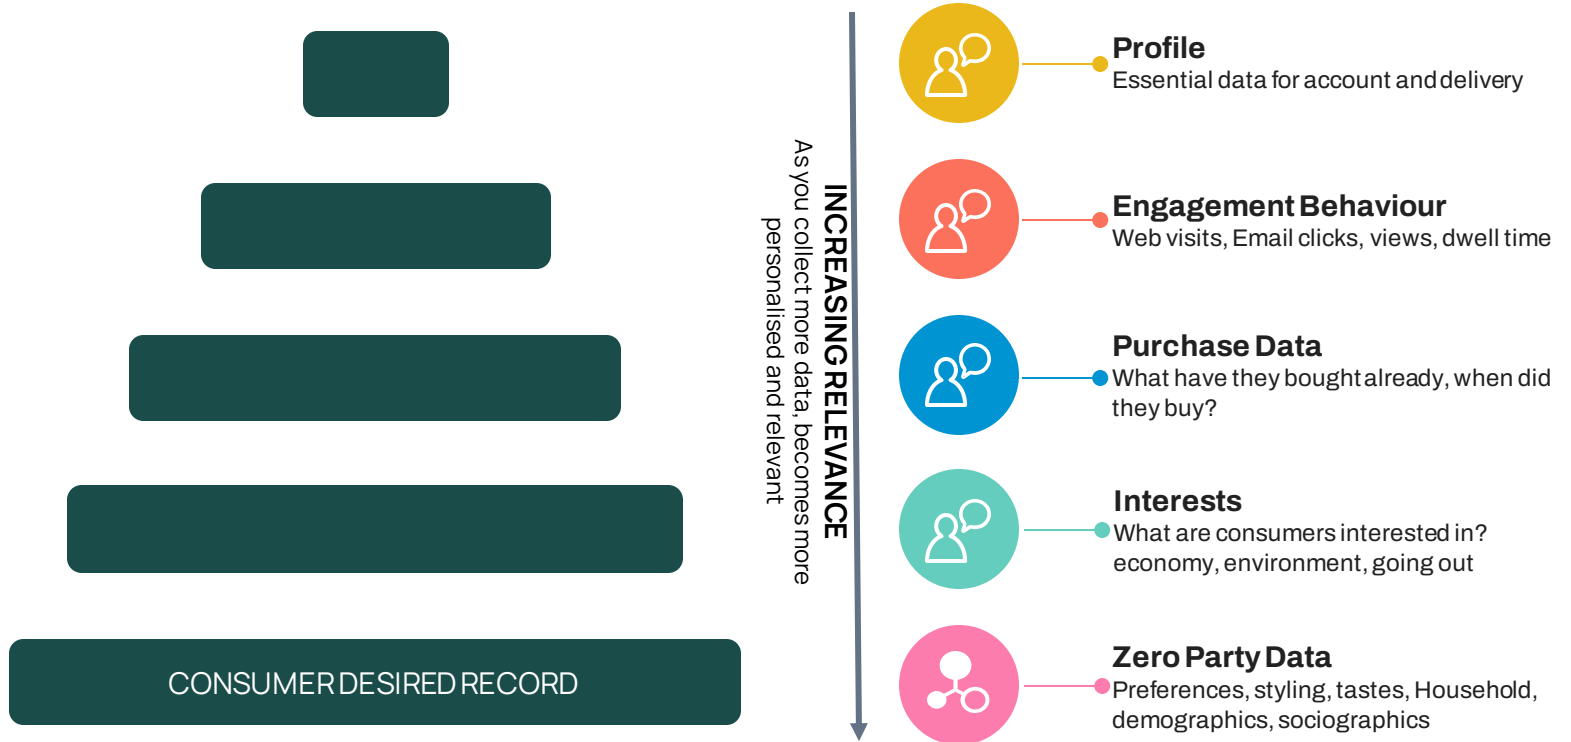 Profile
Essential data for account and delivery
INCREASING RELEVANCE
As you collect more data, becomes more
personalised and relevant
Engagement Behaviour
Web visits, Email clicks, views, dwell time
Purchase Data
What have they bought already, when did
they buy?
Interests
What are consumers interested in?
economy, environment, going out
CONSUMER DESIRED RECORD
Zero Party Data
Preferences, styling, tastes, Household,
demographics, sociographics